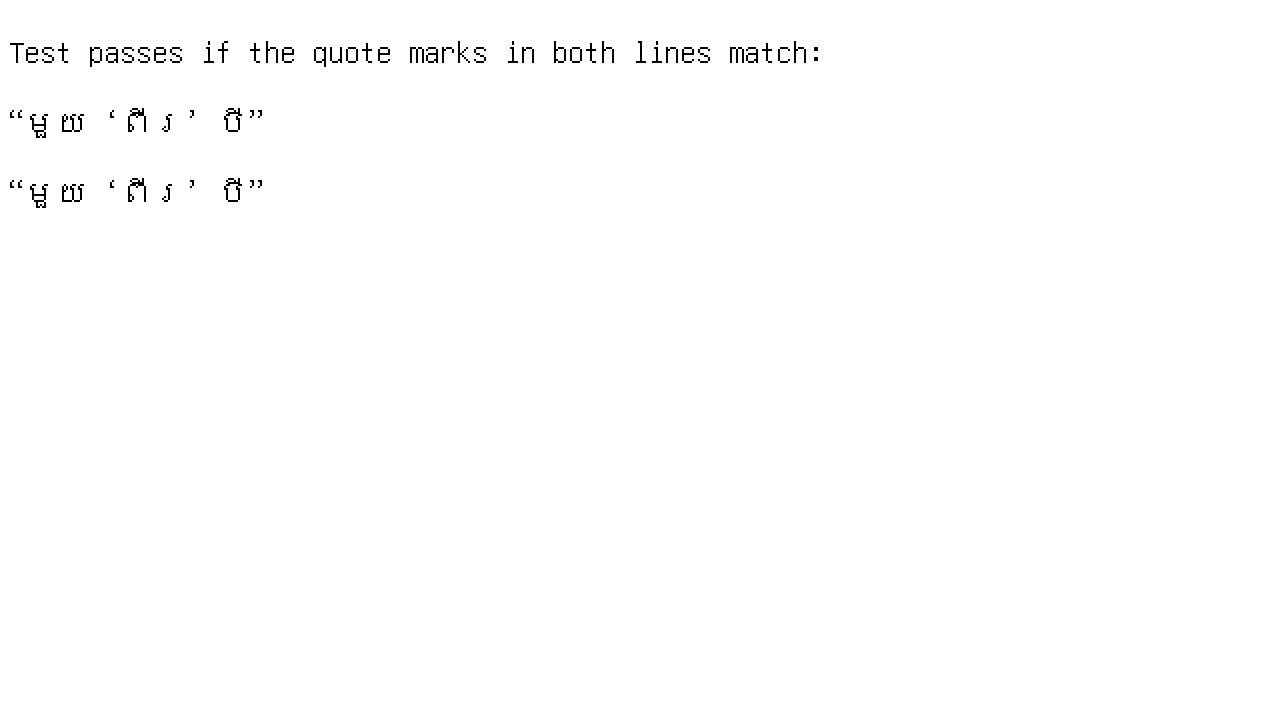 Test passes if the quote marks in both lines match:
“មួយ ‘ពីរ’ បី”
“មួយ ‘ពីរ’ បី”